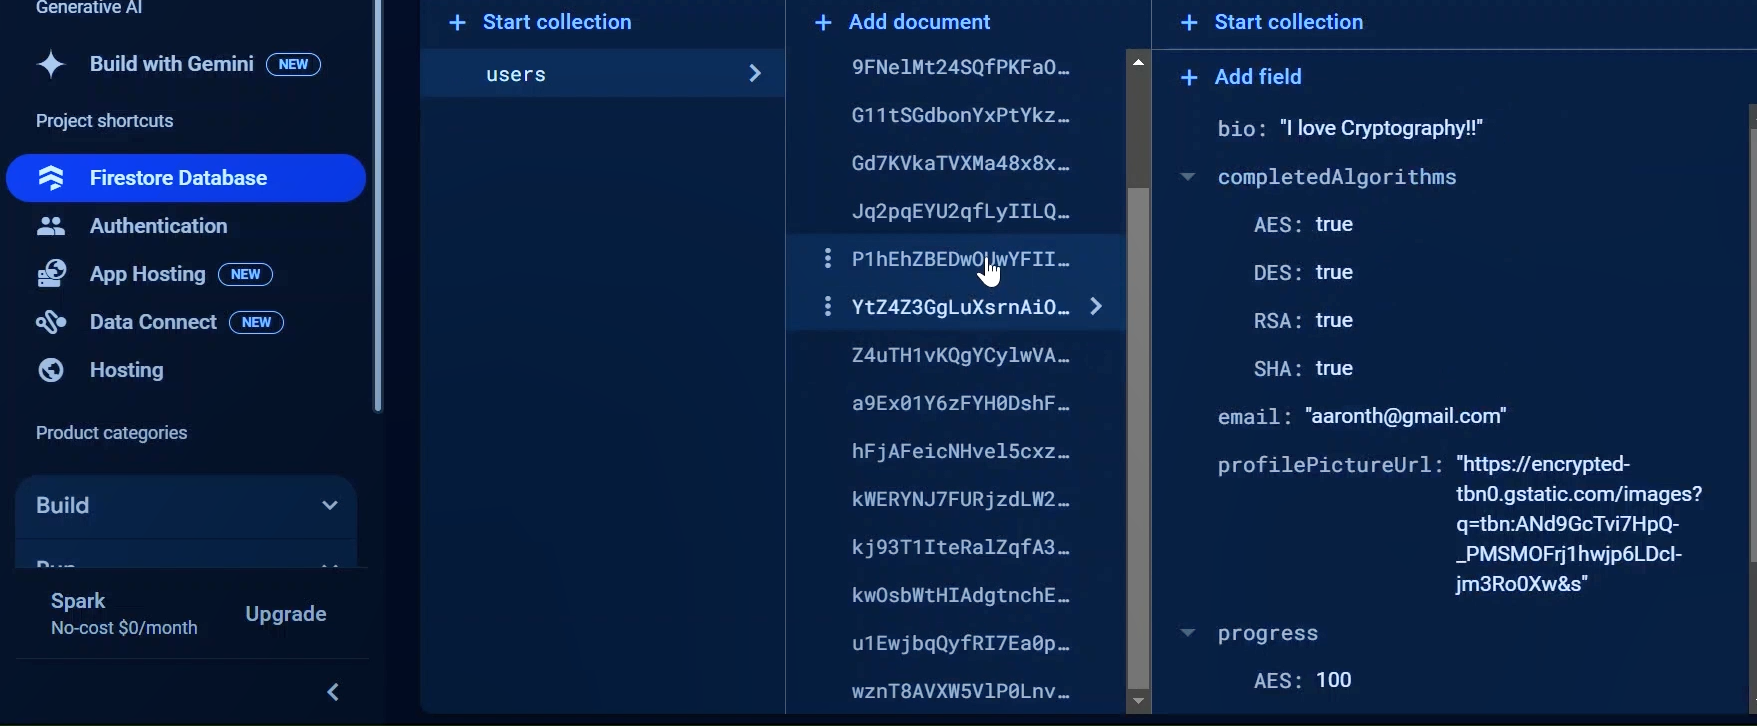 Generative AI
Build with Gemini NEW
Project shortcuts
Firestore Database
Authentication
App Hosting NEW
Data Connect NEW
Hosting
Product categories
Build
Spark
No-cost $0/month
Upgrade
+ Start collection
users
+ Add document
9FNelMt24SQfPKFaO…
G11tSGdbonYxPtYkz…
Gd7KVkaTVXMa48x8x…
Jq2pqEYU2qfLyIILQ…
P1hEhZBEDwOUwYFII…
YtZ4Z3GgLuXsrnAiO…
Z4uTH1vKQgYCylwVA…
a9Ex01Y6zFYH0DshF…
hFjAFeicNHvel5cxz…
kWERYNJ7FURjzdLW2…
kj93T1IteRalZqfA3…
kwOsbWtHIAdgtnchE…
u1EwjbqQyfRI7Ea0p…
wznT8AVXW5VlP0Lnv…
+ Start collection
+ Add field
bio: "I love Cryptography!!"
completedAlgorithms
AES: true
DES: true
RSA: true
SHA: true
email: "aaronth@gmail.com"
profilePictureUrl: "https://encrypted-
tbn0.gstatic.com/images?
q=tbn:ANd9GcTvi7HpQ-
_PMSMOFrj1hwjp6LDcI-
jm3Ro0Xw&s"
progress
AES: 100